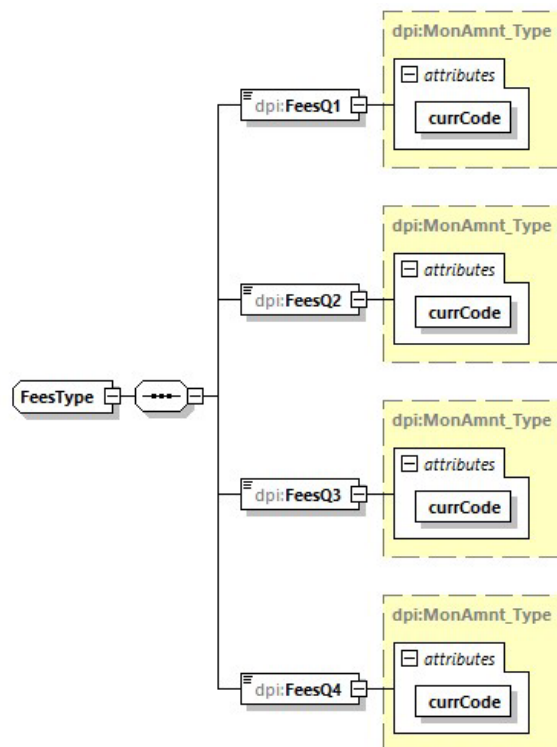 dpi:MonAmnt_Type
attributes
dpi:FeesQ1
currCode
dpi:MonAmnt_Type
attributes
dpi:FeesQ2
currCode
FeesType
dpi:MonAmnt_Type
attributes
dpi:FeesQ3
currCode
dpi:MonAmnt_Type
attributes
dpi:FeesQ4
currCode